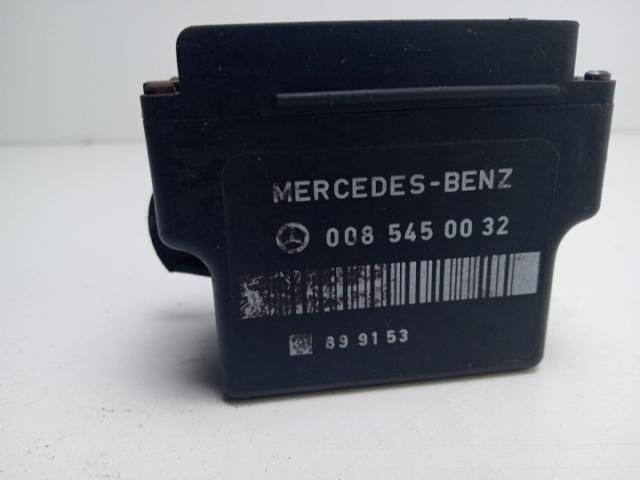 MERCEDES-BENZ
008 545 00 32
89 91 53